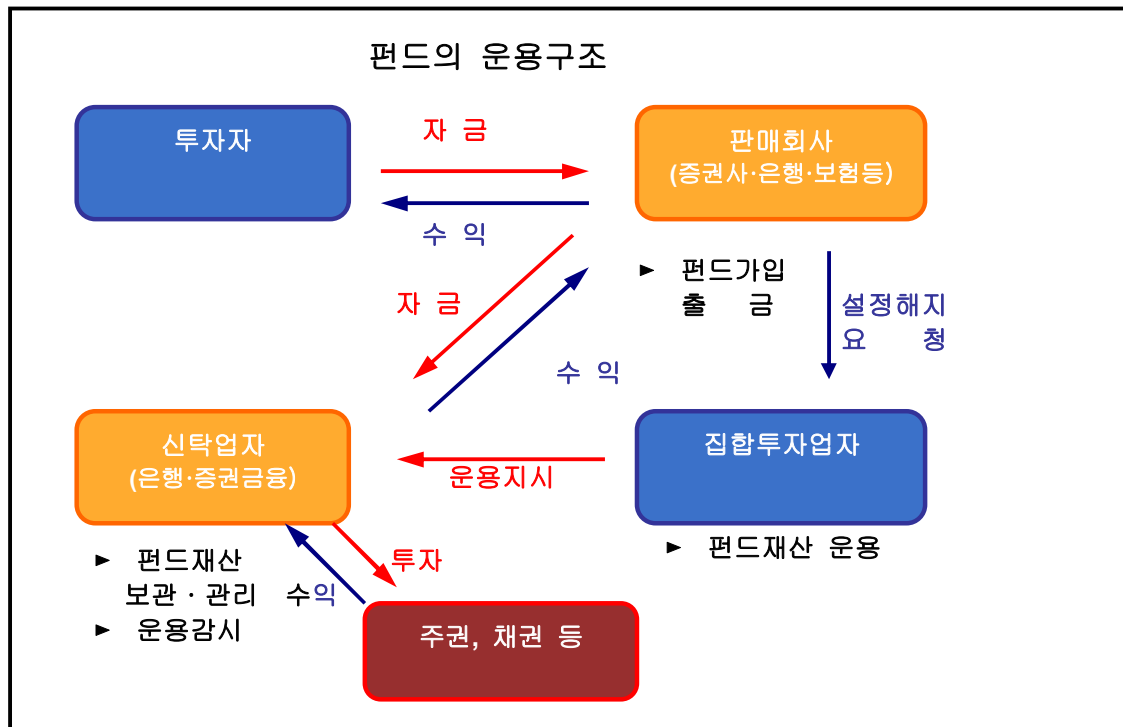 펀드의 운용구조
투자자
자 금
판매회사
(증권사·은행·보험등)
수 익
► 펀드가입
출 금
자 금
설정해지
요 청
수 익
신탁업자
(은행·증권금융)
집합투자업자
운용지시
► 펀드재산 운용
► 펀드재산
보관 · 관리
► 운용감시
투자
수익
주권, 채권 등